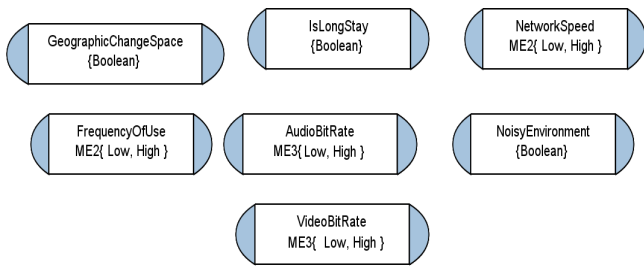 GeographicChangeSpace
{Boolean}
IsLongStay
{Boolean}
NetworkSpeed
ME2{ Low, High }
FrequencyOfUse
ME2{ Low, High }
AudioBitRate
ME3{ Low, High }
NoisyEnvironment
{Boolean}
VideoBitRate
ME3{ Low, High }